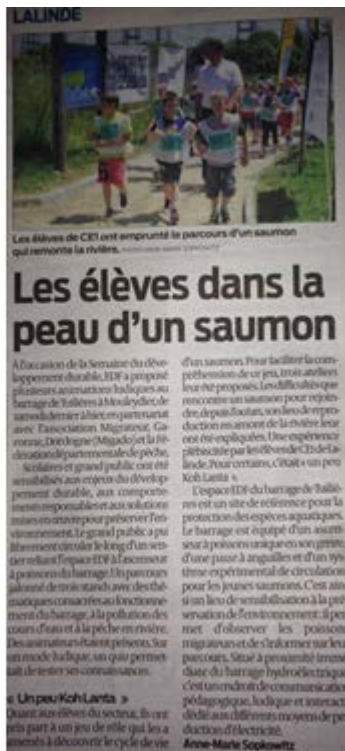 LALINDE
Les élèves de CE1 ont emprunté le parcours d'un saumon
qui remonte la rivière.
Les élèves dans la
peau d'un saumon
À l'occasion de la Semaine du déve-
loppement durable, EDF a proposé
plusieurs animations ludiques au
barrage de Tuilières à Mouleydier, de
samedi dernier à hier, en partenariat
avec l'association Migrateur, Ga-
ronne, Dordogne (Migado) et la Fé-
dération départementale de pêche.
Scolaires et grand public ont été
sensibilisés aux enjeux du dévelop-
pement durable, aux comporte-
ments responsables et aux solutions
mises en œuvre pour préserver l'en-
vironnement. Le grand public a pu
librement circuler le long d'un sen-
tier reliant l'espace EDF à l'ascenseur
à poissons du barrage. Un parcours
jalonné de trois stands avec des thé-
matiques consacrées au fonctionne-
ment du barrage, à la pollution des
cours d'eau et à la pêche en rivière.
Des animateurs étaient présents. Sur
un mode ludique, un quiz permet-
tait de tester ses connaissances.
« Un peu Koh Lanta »
Quant aux élèves du secteur, ils ont
pris part à un jeu de rôle qui les a
amenés à découvrir le cycle de vie
d'un saumon. Pour faciliter la com-
préhension de ce jeu, trois ateliers
leur été proposés. Les difficultés que
rencontre un saumon pour rejoin-
dre, depuis l'océan, son lieu de repro-
duction en amont de la rivière leur
ont été expliquées. Une expérience
plébiscitée par les élèves de CE1 de La-
linde. Pour certains, c'était « un peu
Koh Lanta ».
L'espace EDF du barrage de Tuiliè-
res est un site de référence pour la
protection des espèces aquatiques.
Le barrage est équipé d'un ascen-
seur à poissons unique en son genre,
d'une passe à anguilles et d'un sys-
tème expérimental de circulation
pour les jeunes saumons. C'est ain-
si un lieu de sensibilisation à la pré-
servation de l'environnement : il per-
met d'observer les poissons
migrateurs et de s'informer sur leur
parcours. Situé à proximité immé-
diate du barrage hydroélectrique,
c'est un endroit de communication
pédagogique, ludique et interactif
dédié aux différents moyens de pro-
duction d'électricité.
Anne-Marie Sopkowitz